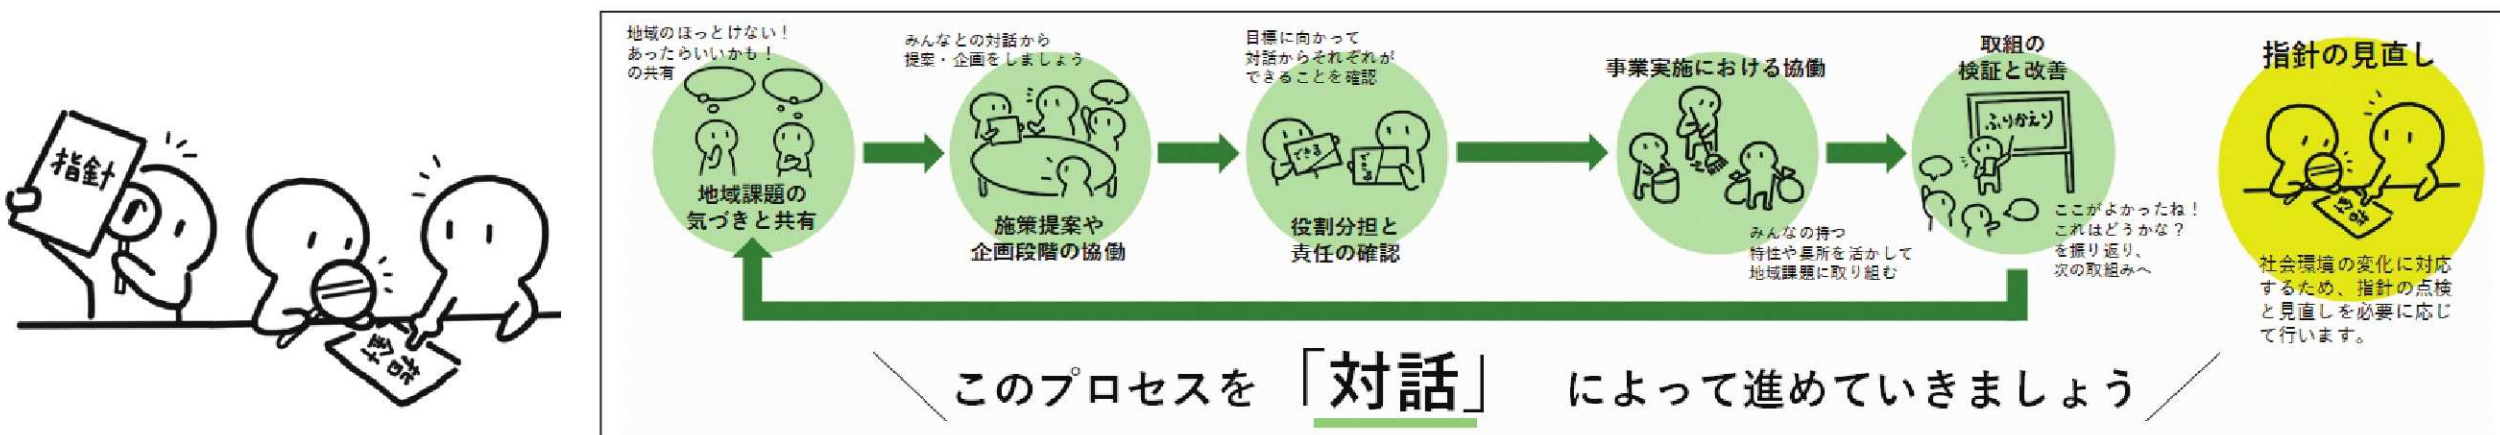 指針
指針
地域のほっとけない！
あったらいいかも！
の共有
地域課題の
気づきと共有
みんなとの対話から
提案・企画をしましょう
施策提案や
企画段階の協働
目標に向かって
対話からそれぞれが
できることを確認
できる
できる
役割分担と
責任の確認
事業実施における協働
みんなの持つ
特性や長所を活かして
地域課題に取り組む
取組の
検証と改善
ふりかえり
ここがよかったね！
これはどうかな？
を振り返り、
次の取組みへ
指針の見直し
指針
社会環境の変化に対応
するため、指針の点検
と見直しを必要に応じ
て行います。
このプロセスを「対話」によって進めていきましょう